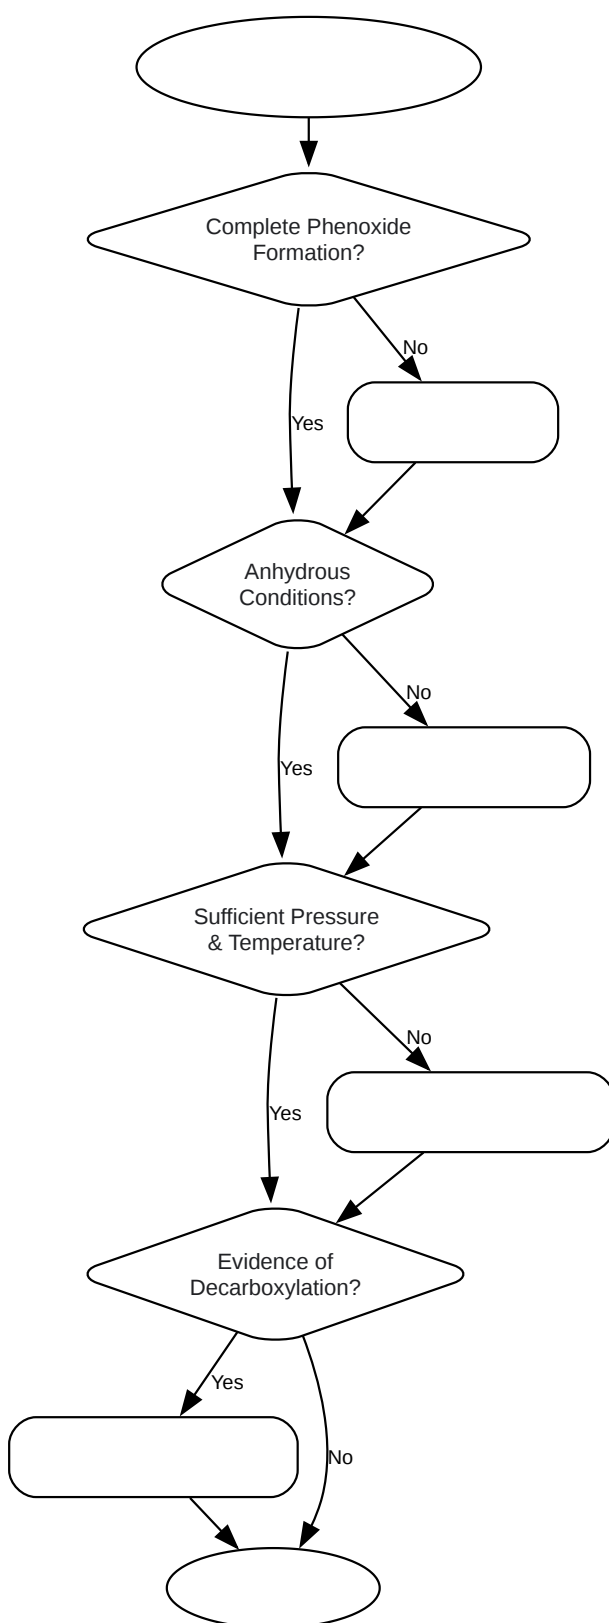 Complete Phenoxide
Formation?
No
Yes
Anhydrous
Conditions?
No
Yes
Sufficient Pressure
& Temperature?
No
Yes
Evidence of
Decarboxylation?
Yes
No